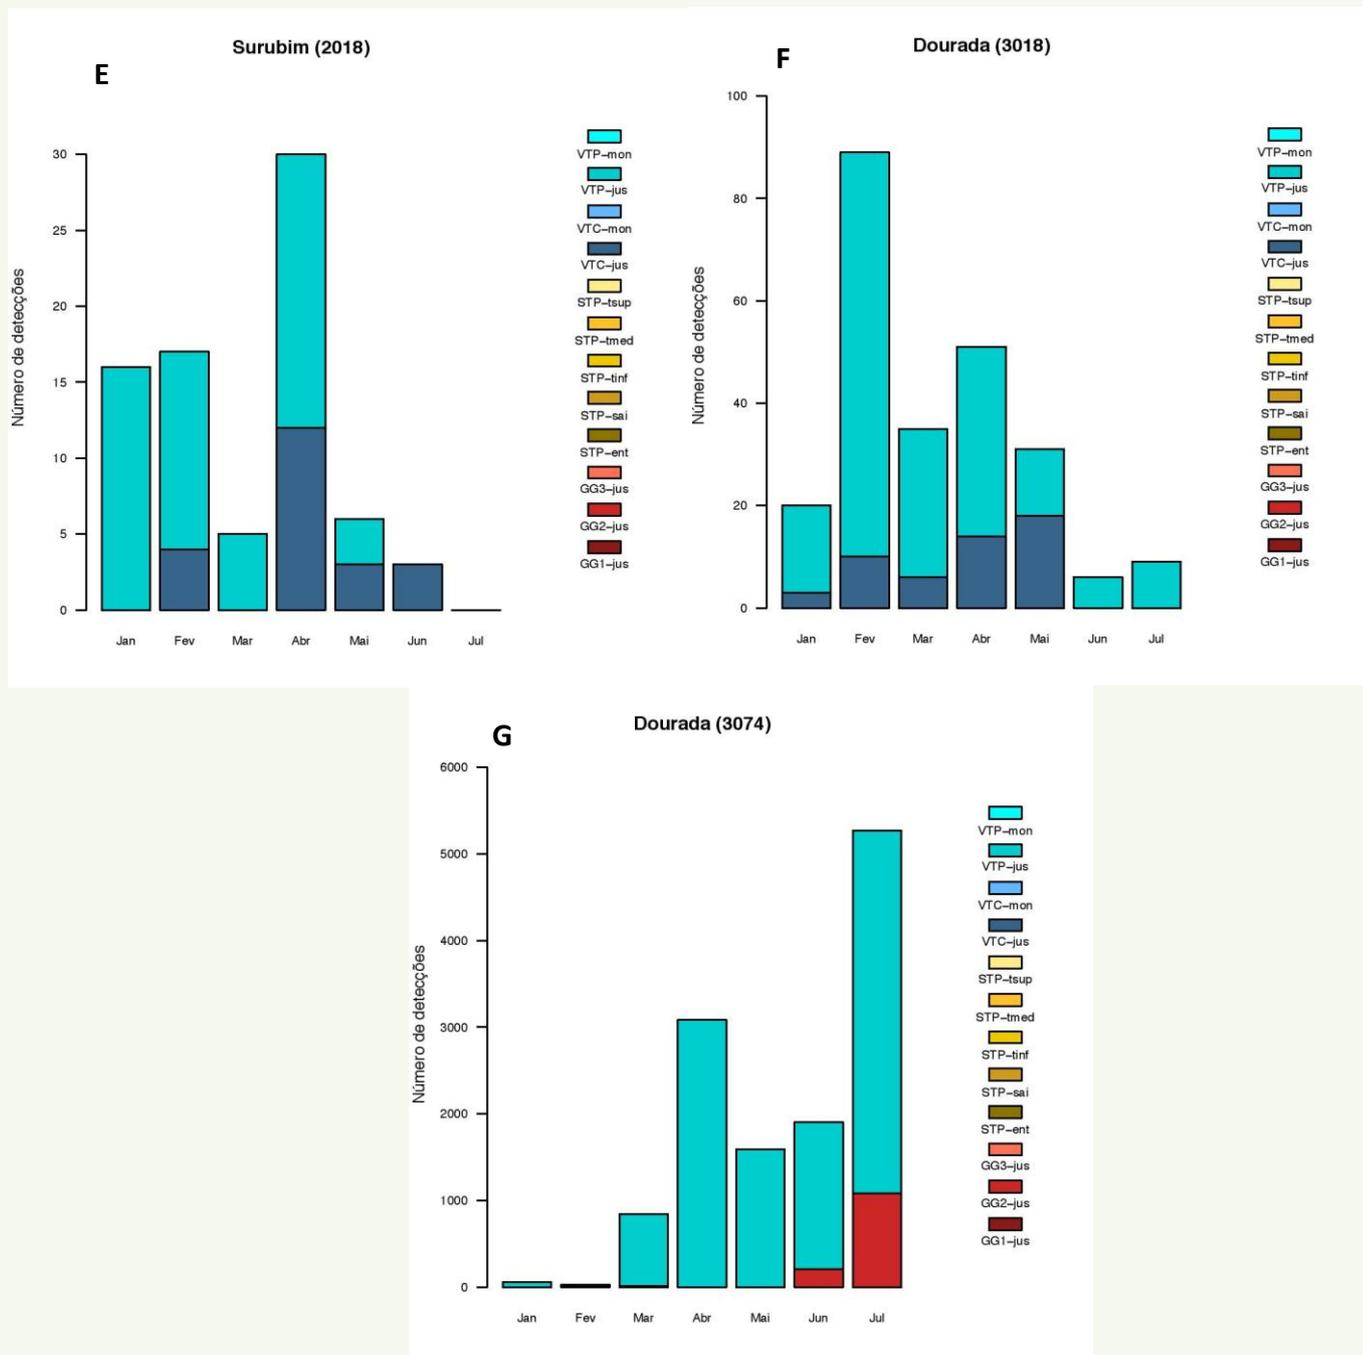 Surubim (2018)
E
Número de detecções
30
25
20
15
10
5
0
Jan Fev Mar Abr Mai Jun Jul
VTP-mon
VTP-jus
VTC-mon
VTC-jus
STP-tsup
STP-tmed
STP-tinf
STP-sai
STP-ent
GG3-jus
GG2-jus
GG1-jus
Dourada (3018)
F
Número de detecções
100
80
60
40
20
0
Jan Fev Mar Abr Mai Jun Jul
VTP-mon
VTP-jus
VTC-mon
VTC-jus
STP-tsup
STP-tmed
STP-tinf
STP-sai
STP-ent
GG3-jus
GG2-jus
GG1-jus
Dourada (3074)
G
Número de detecções
6000
5000
4000
3000
2000
1000
0
Jan Fev Mar Abr Mai Jun Jul
VTP-mon
VTP-jus
VTC-mon
VTC-jus
STP-tsup
STP-tmed
STP-tinf
STP-sai
STP-ent
GG3-jus
GG2-jus
GG1-jus